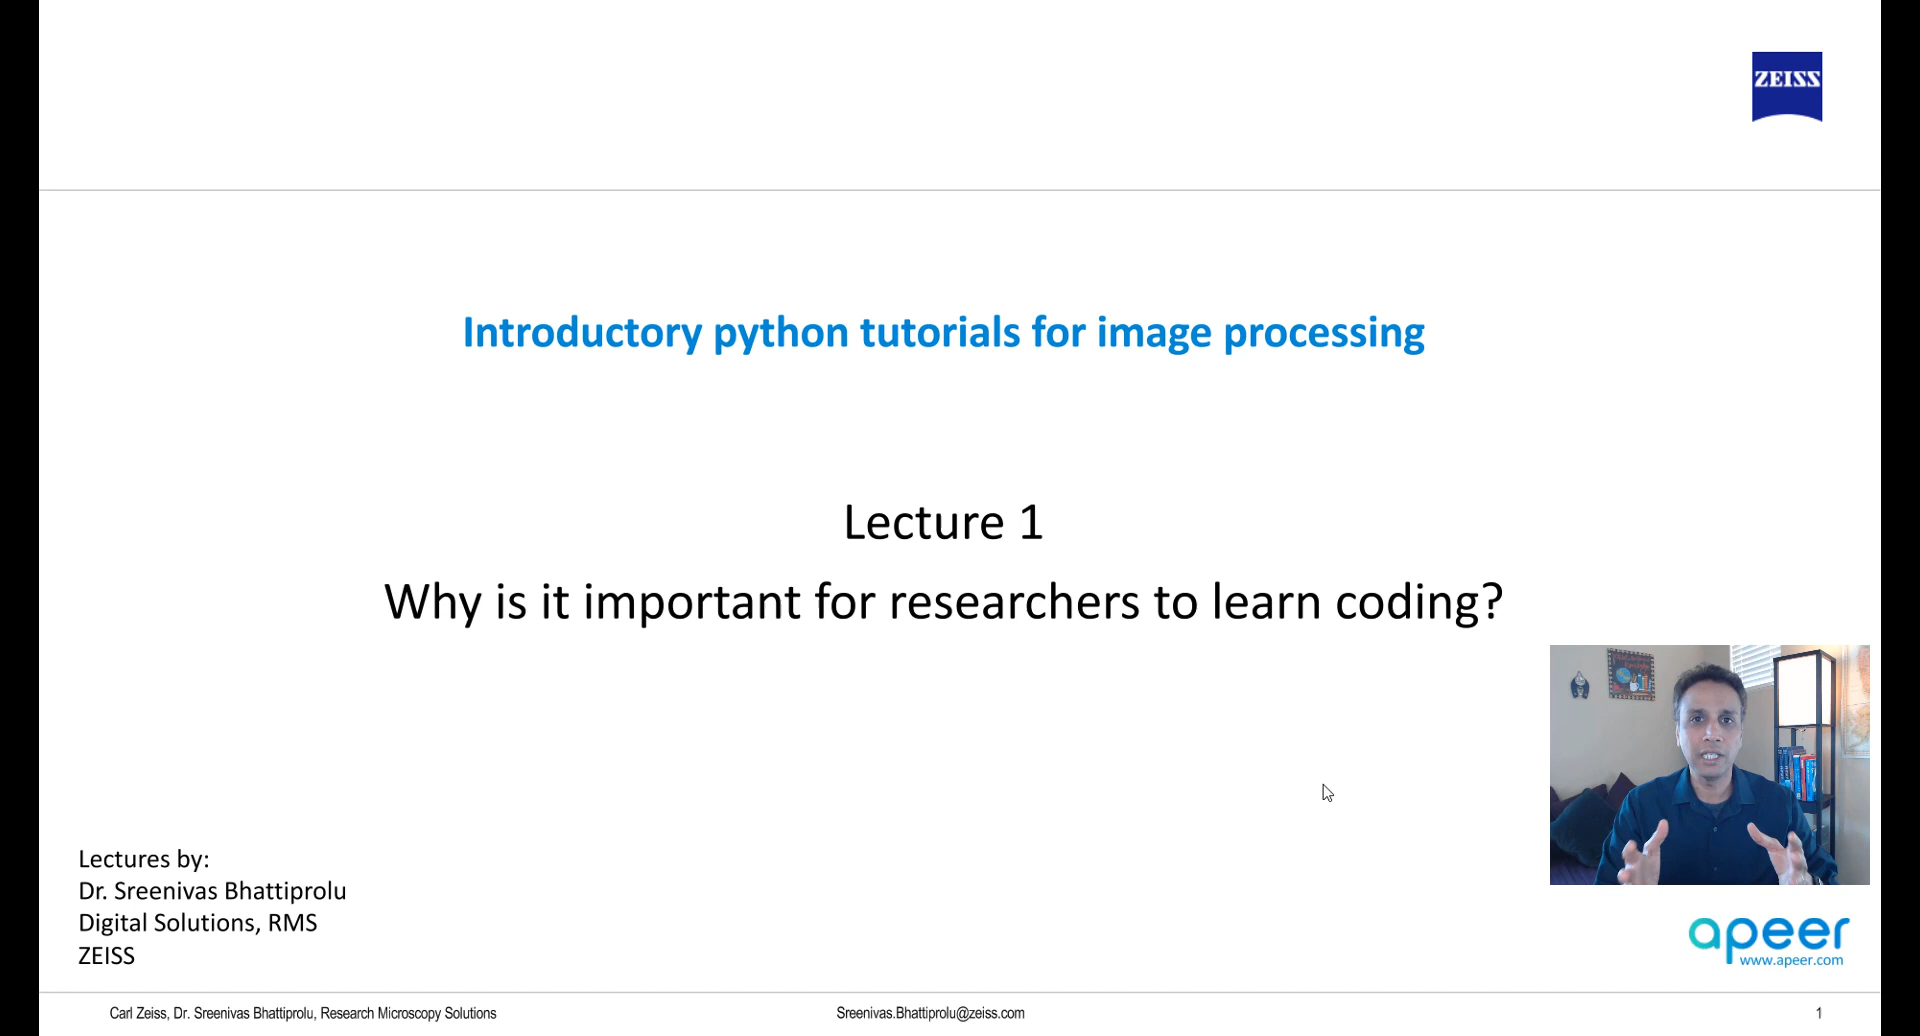 ZEISS
Introductory python tutorials for image processing
Lecture 1
Why is it important for researchers to learn coding?
Lectures by:
Dr. Sreenivas Bhattiprolu
Digital Solutions, RMS
ZEISS
apeer
www.apeer.com
Carl Zeiss, Dr. Sreenivas Bhattiprolu, Research Microscopy Solutions
Sreenivas.Bhattiprolu@zeiss.com
1